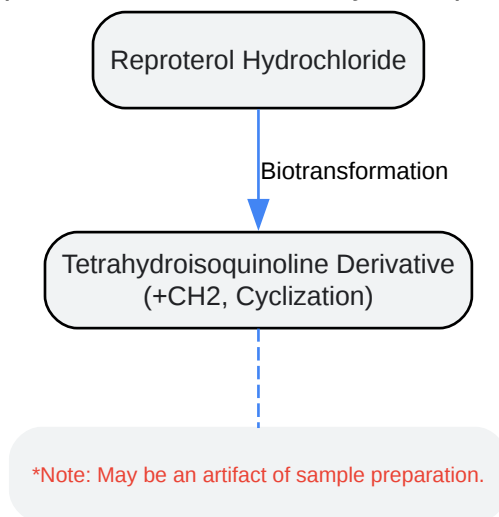 Reproterol Hydrochloride
Biotransformation
Tetrahydroisoquinoline Derivative
(+CH2, Cyclization)
*Note: May be an artifact of sample preparation.